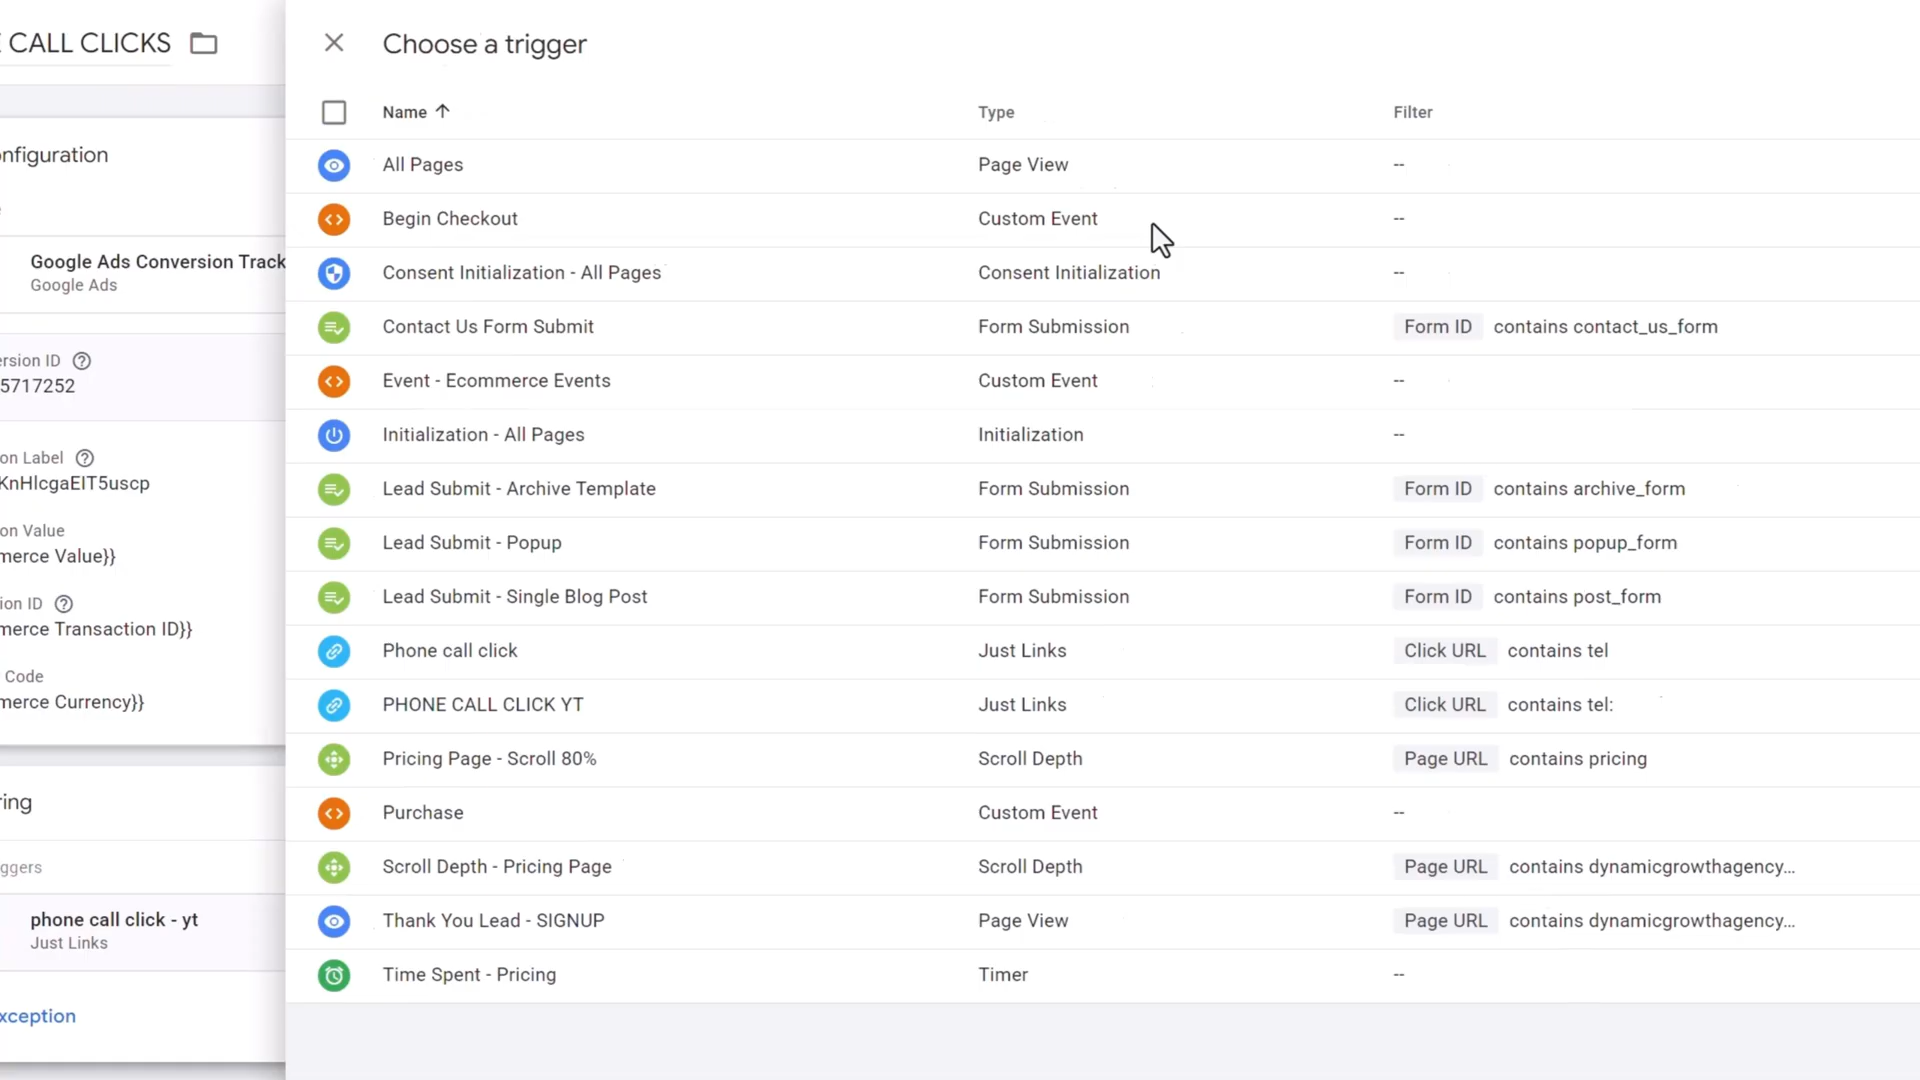 CALL CLICKS
Choose a trigger
Name Type Filter
onfiguration
All Pages Page View --
Begin Checkout Custom Event --
Google Ads Conversion Track
Google Ads
Consent Initialization - All Pages Consent Initialization --
Contact Us Form Submit Form Submission Form ID contains contact_us_form
ersion ID
5717252
Event - Ecommerce Events Custom Event --
Initialization - All Pages Initialization --
on Label
KnHlcgaEIT5uscp
Lead Submit - Archive Template Form Submission Form ID contains archive_form
on Value
merce Value}}
Lead Submit - Popup Form Submission Form ID contains popup_form
ion ID
merce Transaction ID}}
Lead Submit - Single Blog Post Form Submission Form ID contains post_form
Phone call click Just Links Click URL contains tel
Code
merce Currency}}
PHONE CALL CLICK YT Just Links Click URL contains tel:
Pricing Page - Scroll 80% Scroll Depth Page URL contains pricing
ring
Purchase Custom Event --
ggers
Scroll Depth - Pricing Page Scroll Depth Page URL contains dynamicgrowthagency...
phone call click - yt
Just Links
Thank You Lead - SIGNUP Page View Page URL contains dynamicgrowthagency...
Time Spent - Pricing Timer --
xception